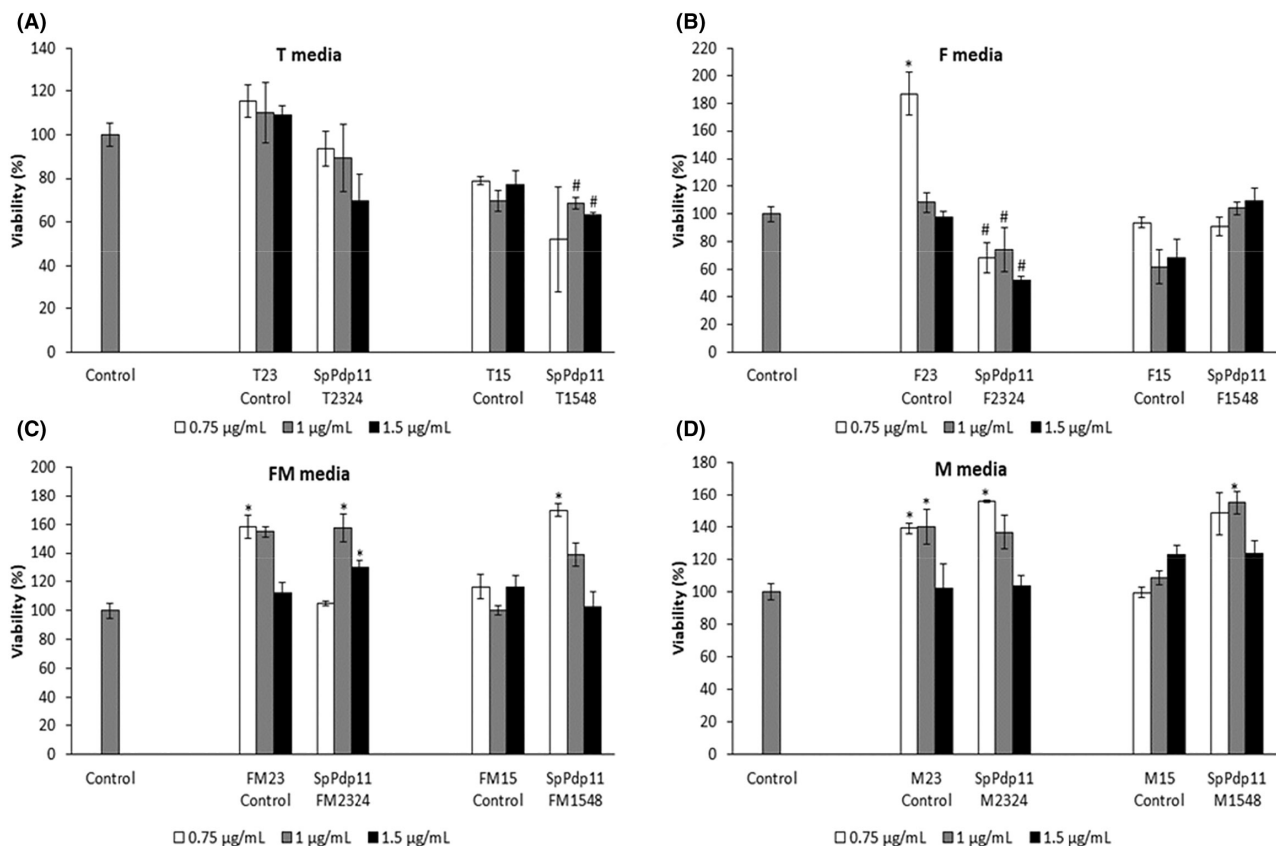 (A)
T media
Viability (%)
140
120
100
80
60
40
20
0
# #
Control T23 SpPdp11 T15 SpPdp11
Control T2324 Control T1548
0.75 µg/mL 1 µg/mL 1.5 µg/mL
(B)
F media
Viability (%)
220
200
180
160
140
120
100
80
60
40
20
0
*
# # #
Control F23 SpPdp11 F15 SpPdp11
Control F2324 Control F1548
0.75 µg/mL 1 µg/mL 1.5 µg/mL
(C)
FM media
Viability (%)
200
180
160
140
120
100
80
60
40
20
0
* * * *
Control FM23 SpPdp11 FM15 SpPdp11
Control FM2324 Control FM1548
0.75 µg/mL 1 µg/mL 1.5 µg/mL
(D)
M media
Viability (%)
180
160
140
120
100
80
60
40
20
0
* * * *
Control M23 SpPdp11 M15 SpPdp11
Control M2324 Control M1548
0.75 µg/mL 1 µg/mL 1.5 µg/mL